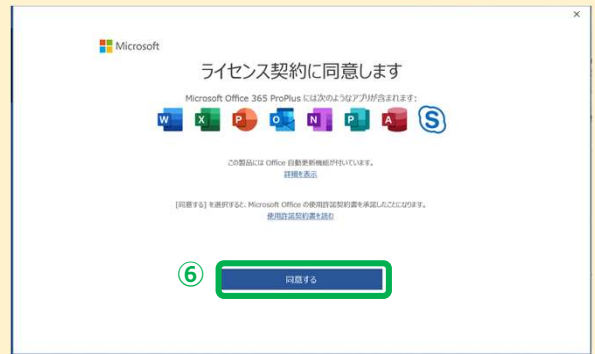 ×
Microsoft
ライセンス契約に同意します
Microsoft Office 365 ProPlus には次のようなアプリが含まれます:
W X P O N P A S
この製品には Office 自動更新機能が付いています。
詳細を表示
[同意する] を選択すると、Microsoft Office の使用許諾契約書を承諾したことになります。
使用許諾契約書を読む
⑥ 同意する